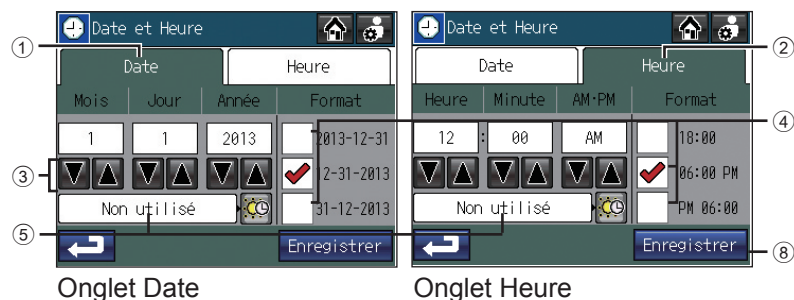 Date et Heure
Date Heure
Mois Jour Année Format
1 1 2013 2013-12-31
12-31-2013
Non utilisé 31-12-2013
Enregistrer
Onglet Date
Date et Heure
Date Heure
Heure Minute AM·PM Format
12 : 00 AM 18:00
06:00 PM
Non utilisé PM 06:00
Enregistrer
Onglet Heure
1
3
5
2
4
8